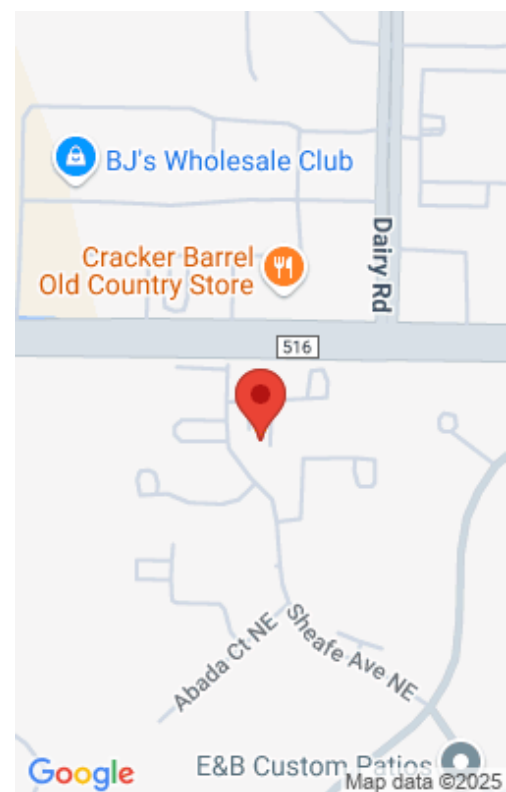 BJ's Wholesale Club
Dairy Rd
Cracker Barrel
Old Country Store
516
Abada Ct NE
Sheafe Ave NE
E&B Custom Patios
Google
Map data ©2025